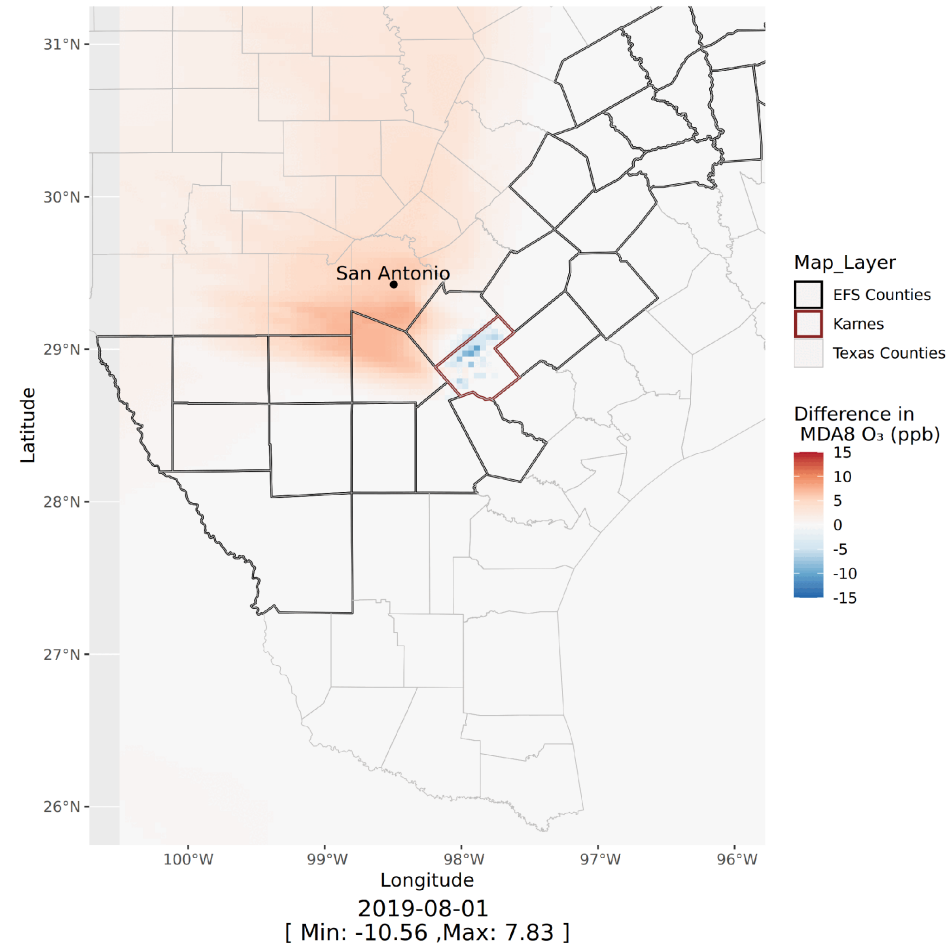 31°N
30°N
29°N
28°N
27°N
26°N
Latitude
San Antonio
100°W
99°W
98°W
97°W
96°W
Longitude
2019-08-01
[ Min: -10.56 ,Max: 7.83 ]
Map_Layer
EFS Counties
Karnes
Texas Counties
Difference in
MDA8 O₃ (ppb)
15
10
5
0
-5
-10
-15